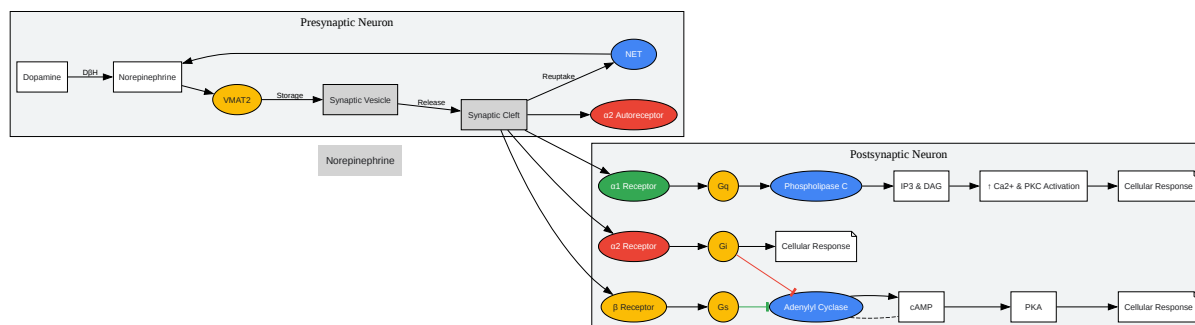 Presynaptic Neuron
Dopamine
DβH
Norepinephrine
VMAT2
Storage
Synaptic Vesicle
Release
Synaptic Cleft
Reuptake
NET
α2 Autoreceptor
Norepinephrine
Postsynaptic Neuron
α1 Receptor
Gq
Phospholipase C
IP3 & DAG
↑ Ca2+ & PKC Activation
Cellular Response
α2 Receptor
Gi
Cellular Response
β Receptor
Gs
Adenylyl Cyclase
cAMP
PKA
Cellular Response